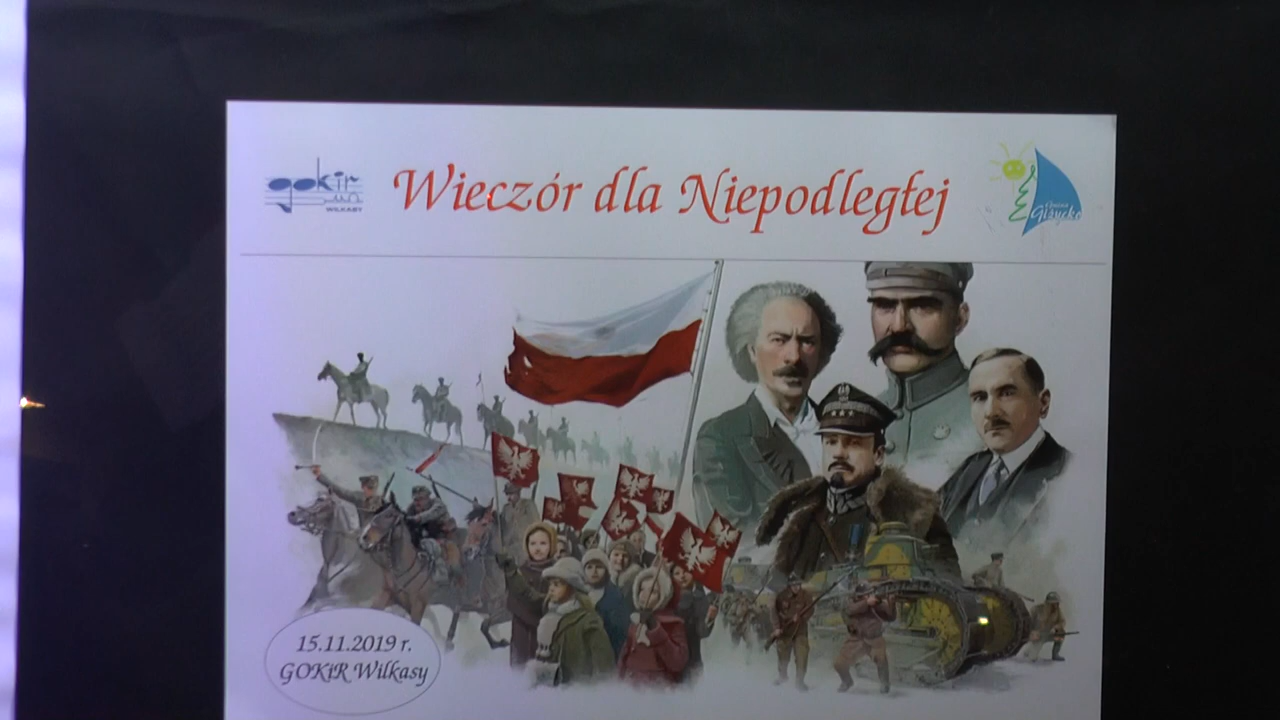 gokir
WILKASY
Wieczór dla Niepodległej
Gmina
Giżycko
15.11.2019 r.
GOKiR Wilkasy